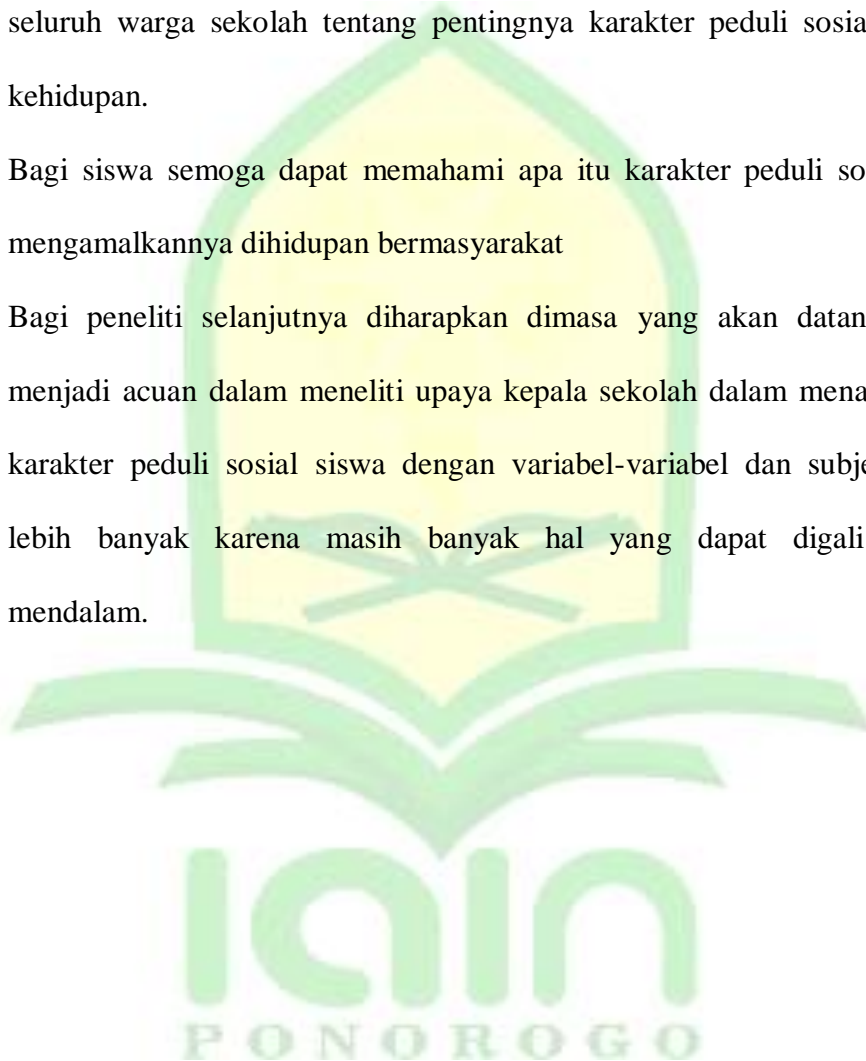 seluruh warga sekolah tentang pentingnya karakter peduli sosia
kehidupan.
Bagi siswa semoga dapat memahami apa itu karakter peduli so
mengamalkannya dihidupan bermasyarakat
Bagi peneliti selanjutnya diharapkan dimasa yang akan datan
menjadi acuan dalam meneliti upaya kepala sekolah dalam mena
karakter peduli sosial siswa dengan variabel-variabel dan subje
lebih banyak karena masih banyak hal yang dapat digali
mendalam.
iain
PONOROGO